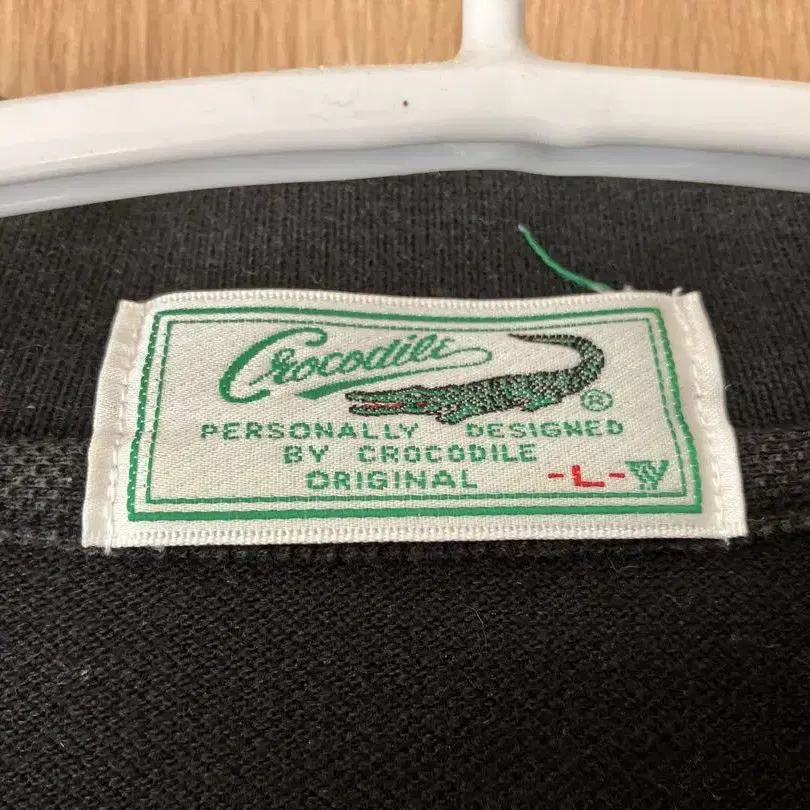 Crocodile ®
PERSONALLY DESIGNED
BY CROCODILE
ORIGINAL -L-